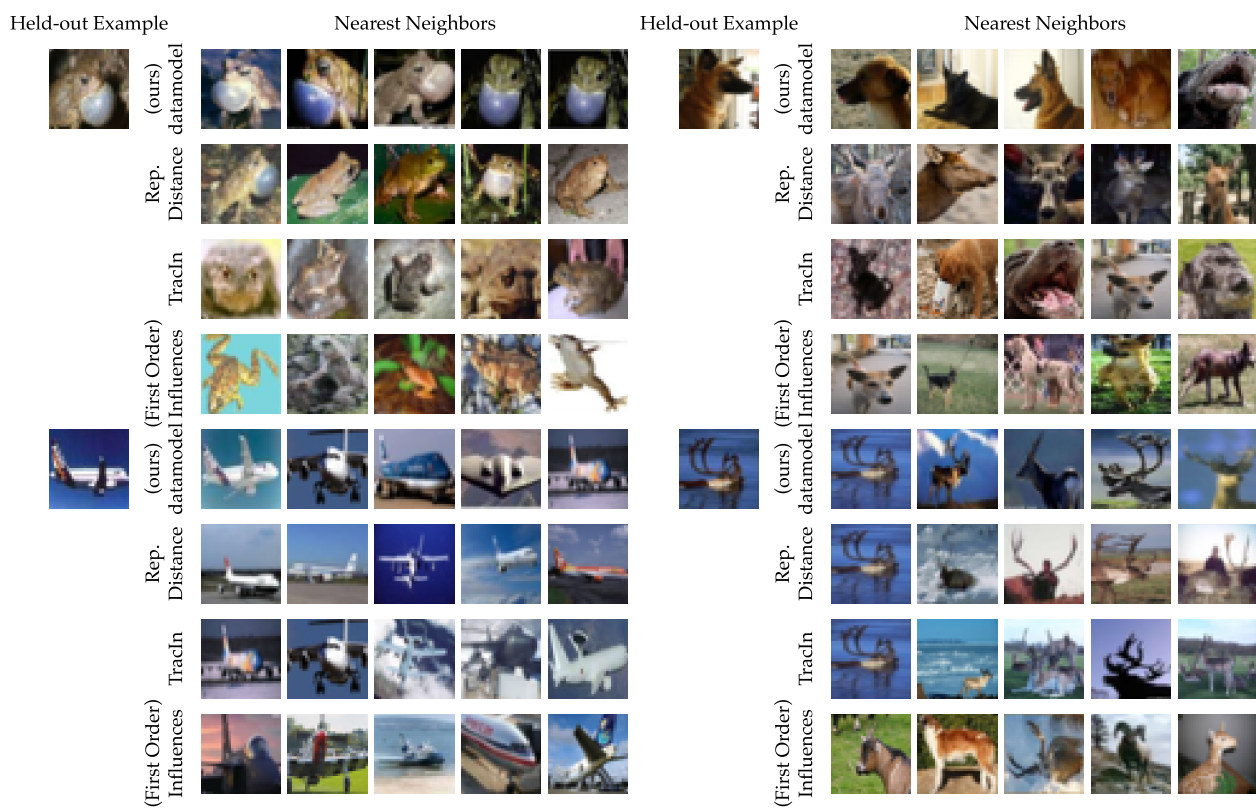 Held-out Example Nearest Neighbors Held-out Example Nearest Neighbors
(ours)
datamodel
(ours)
datamodel
Rep.
Distance
Rep.
Distance
TracIn
TracIn
(First Order)
Influences
(First Order)
Influences
(ours)
datamodel
(ours)
datamodel
Rep.
Distance
Rep.
Distance
TracIn
TracIn
(First Order)
Influences
(First Order)
Influences